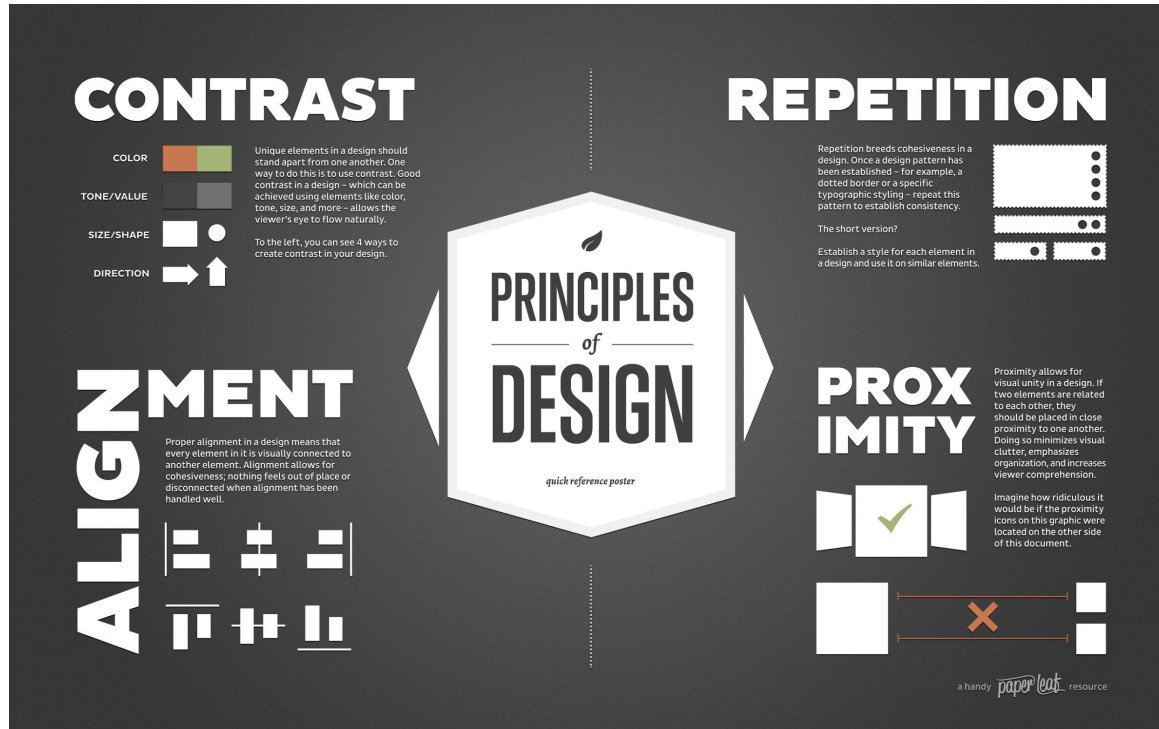 CONTRAST
COLOR
TONE/VALUE
SIZE/SHAPE
DIRECTION
Unique elements in a design should
stand apart from one another. One
way to do this is to use contrast. Good
contrast in a design – which can be
achieved using elements like color,
tone, size, and more – allows the
viewer's eye to flow naturally.
To the left, you can see 4 ways to
create contrast in your design.
REPETITION
Repetition breeds cohesiveness in a
design. Once a design pattern has
been established – for example, a
dotted border or a specific
typographic styling – repeat this
pattern to establish consistency.
The short version?
Establish a style for each element in
a design and use it on similar elements.
PRINCIPLES
of
DESIGN
quick reference poster
ALIGNMENT
Proper alignment in a design means that
every element in it is visually connected to
another element. Alignment allows for
cohesiveness; nothing feels out of place or
disconnected when alignment has been
handled well.
PROX
IMITY
Proximity allows for
visual unity in a design. If
two elements are related
to each other, they
should be placed in close
proximity to one another.
Doing so minimizes visual
clutter, emphasizes
organization, and increases
viewer comprehension.
Imagine how ridiculous it
would be if the proximity
icons on this graphic were
located on the other side
of this document.
a handy paper leaf resource